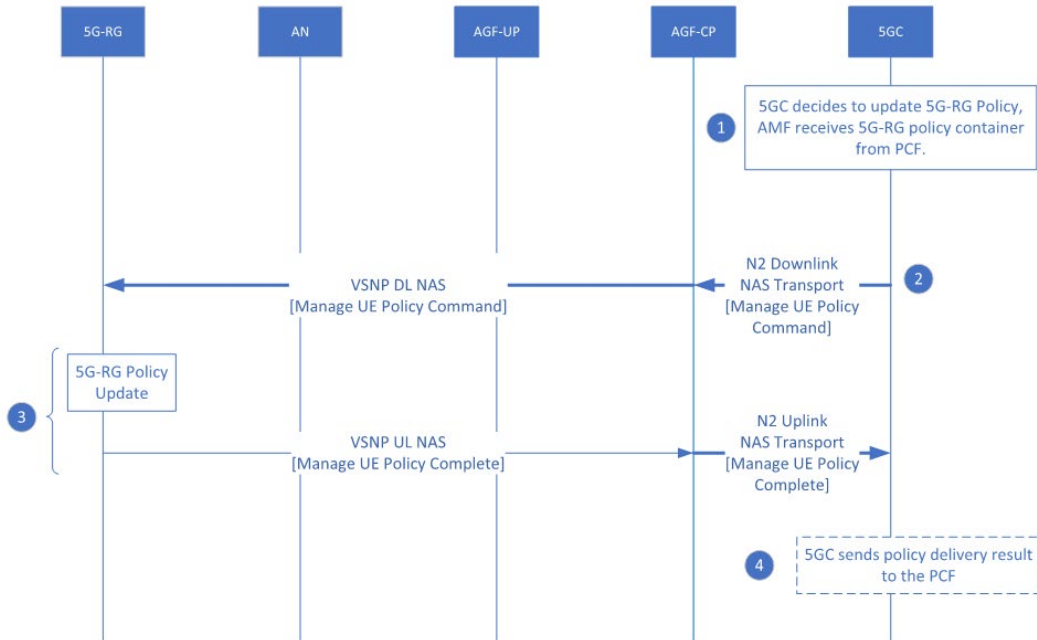 5G-RG
AN
AGF-UP
AGF-CP
5GC
1
5GC decides to update 5G-RG Policy,
AMF receives 5G-RG policy container
from PCF.
VSNP DL NAS
[Manage UE Policy Command]
N2 Downlink
NAS Transport
[Manage UE Policy
Command]
2
3
5G-RG Policy
Update
VSNP UL NAS
[Manage UE Policy Complete]
N2 Uplink
NAS Transport
[Manage UE Policy
Complete]
4
5GC sends policy delivery result
to the PCF